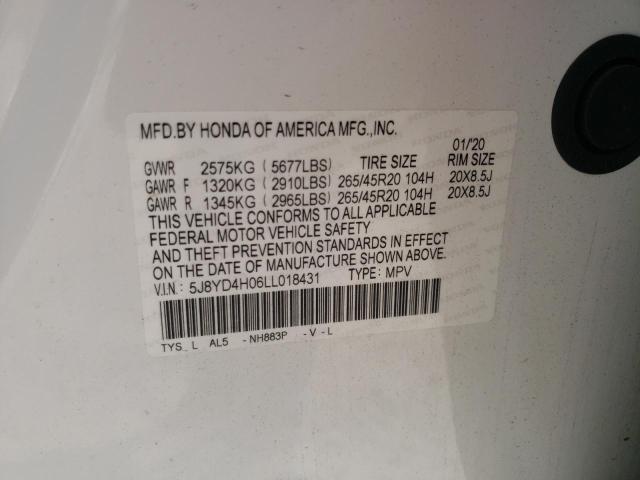 MFD.BY HONDA OF AMERICA MFG.,INC.
01/'20
GVWR 2575KG ( 5677LBS) TIRE SIZE RIM SIZE
GAWR F 1320KG ( 2910LBS) 265/45R20 104H 20X8.5J
GAWR R 1345KG ( 2965LBS) 265/45R20 104H 20X8.5J
THIS VEHICLE CONFORMS TO ALL APPLICABLE
FEDERAL MOTOR VEHICLE SAFETY
AND THEFT PREVENTION STANDARDS IN EFFECT
ON THE DATE OF MANUFACTURE SHOWN ABOVE.
V.I.N.: 5J8YD4H06LL018431 TYPE: MPV
TYS_L AL5 -NH883P -V-L